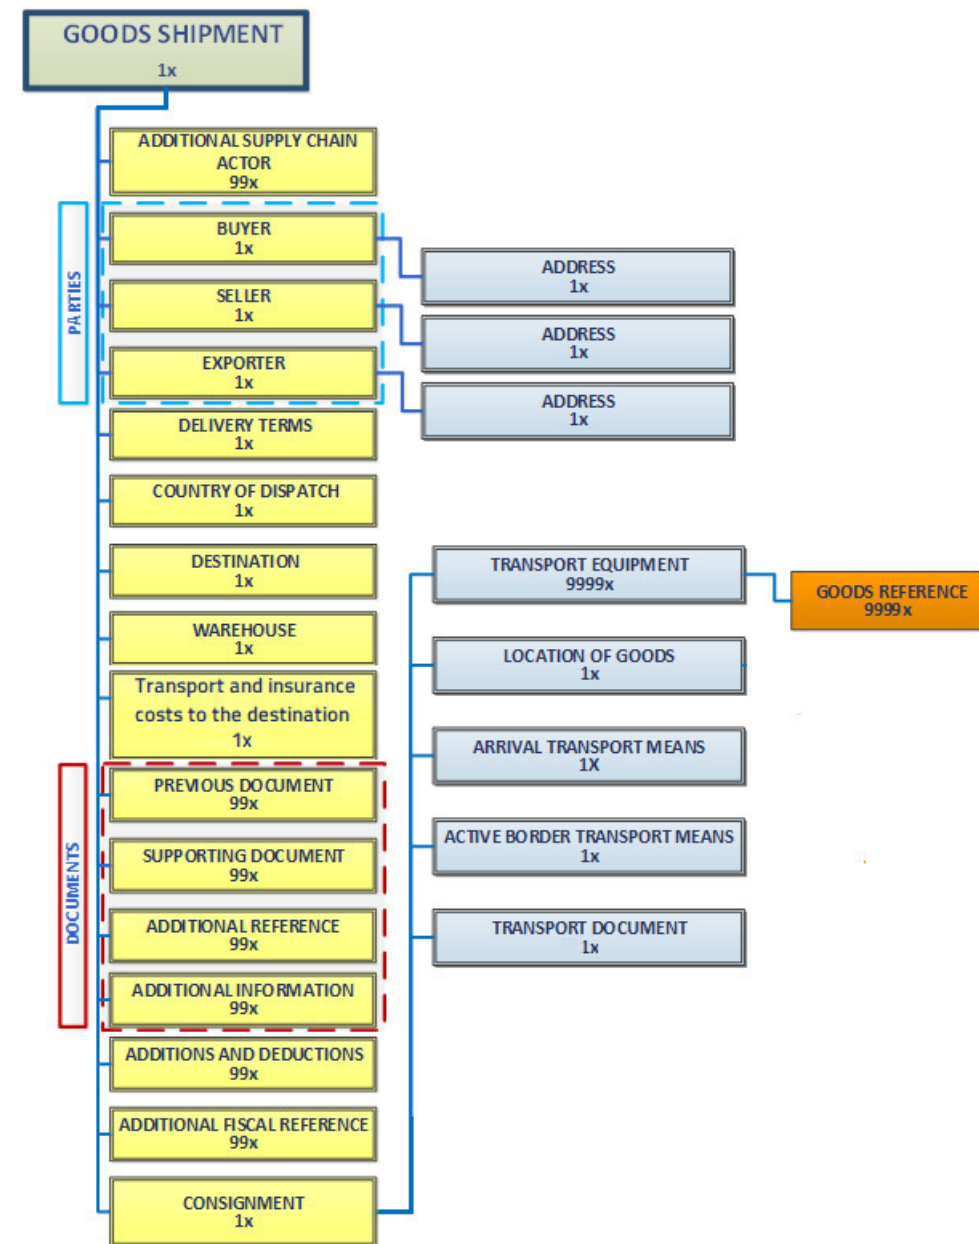 GOODS SHIPMENT
1x
ADDITIONAL SUPPLY CHAIN
ACTOR
99x
PARTIES
BUYER
1x
ADDRESS
1x
SELLER
1x
ADDRESS
1x
EXPORTER
1x
ADDRESS
1x
DELIVERY TERMS
1x
COUNTRY OF DISPATCH
1x
DESTINATION
1x
WAREHOUSE
1x
Transport and insurance
costs to the destination
1x
DOCUMENTS
PREVIOUS DOCUMENT
99x
SUPPORTING DOCUMENT
99x
ADDITIONAL REFERENCE
99x
ADDITIONAL INFORMATION
99x
ADDITIONS AND DEDUCTIONS
99x
ADDITIONAL FISCAL REFERENCE
99x
CONSIGNMENT
1x
TRANSPORT EQUIPMENT
9999x
GOODS REFERENCE
9999x
LOCATION OF GOODS
1x
ARRIVAL TRANSPORT MEANS
1X
ACTIVE BORDER TRANSPORT MEANS
1x
TRANSPORT DOCUMENT
1x